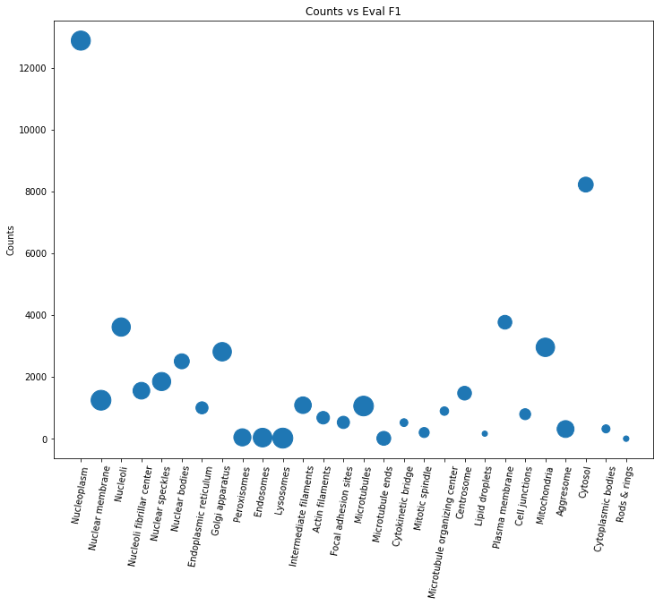 Counts vs Eval F1
12000
10000
8000
6000
4000
2000
0
Counts
Nucleoplasm
Nuclear membrane
Nucleoli
Nucleoli fibrillar center
Nuclear speckles
Nuclear bodies
Endoplasmic reticulum
Golgi apparatus
Peroxisomes
Endosomes
Lysosomes
Intermediate filaments
Actin filaments
Focal adhesion sites
Microtubules
Microtubule ends
Cytokinetic bridge
Mitotic spindle
Microtubule organizing center
Centrosome
Lipid droplets
Plasma membrane
Cell junctions
Mitochondria
Aggresome
Cytosol
Cytoplasmic bodies
Rods & rings